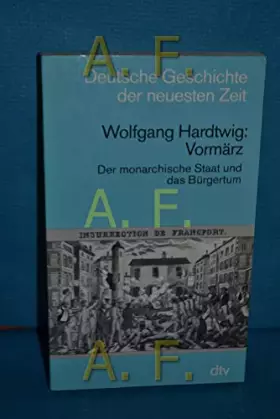 A. F.
Deutsche Geschichte
der neuesten Zeit
Wolfgang Hardtwig:
Vormärz
Der monarchische Staat und
das Bürgertum
A. F.
INSURRECTION DE FRANCFORT.
A. F.
dtv